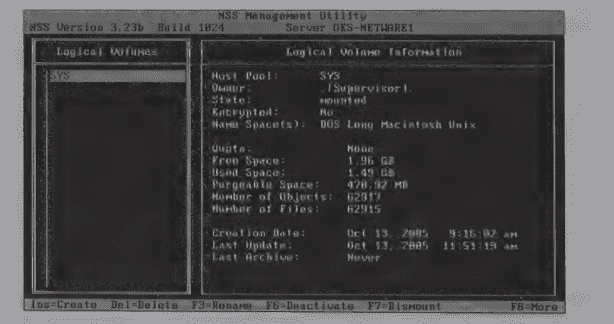 NSS Management Utility
NSS Version 3.23b Build 1024 Server GES-NETWARE1
Logical Volumes
SYS
Logical Volume Information
Host Pool: SYS
Owner: .[Supervisor].
State: mounted
Encrypted: No
Name Space(s): DOS Long Macintosh Unix
Quota: None
Free Space: 1.96 GB
Used Space: 1.49 GB
Purgeable Space: 470.92 MB
Number of Objects: 62917
Number of Files: 62915
Creation Date: Oct 13, 2005 9:16:02 am
Last Update: Oct 13, 2005 11:51:19 am
Last Archive: Never
Ins=Create Del=Delete F3=Rename F6=Deactivate F7=Dismount F8=More